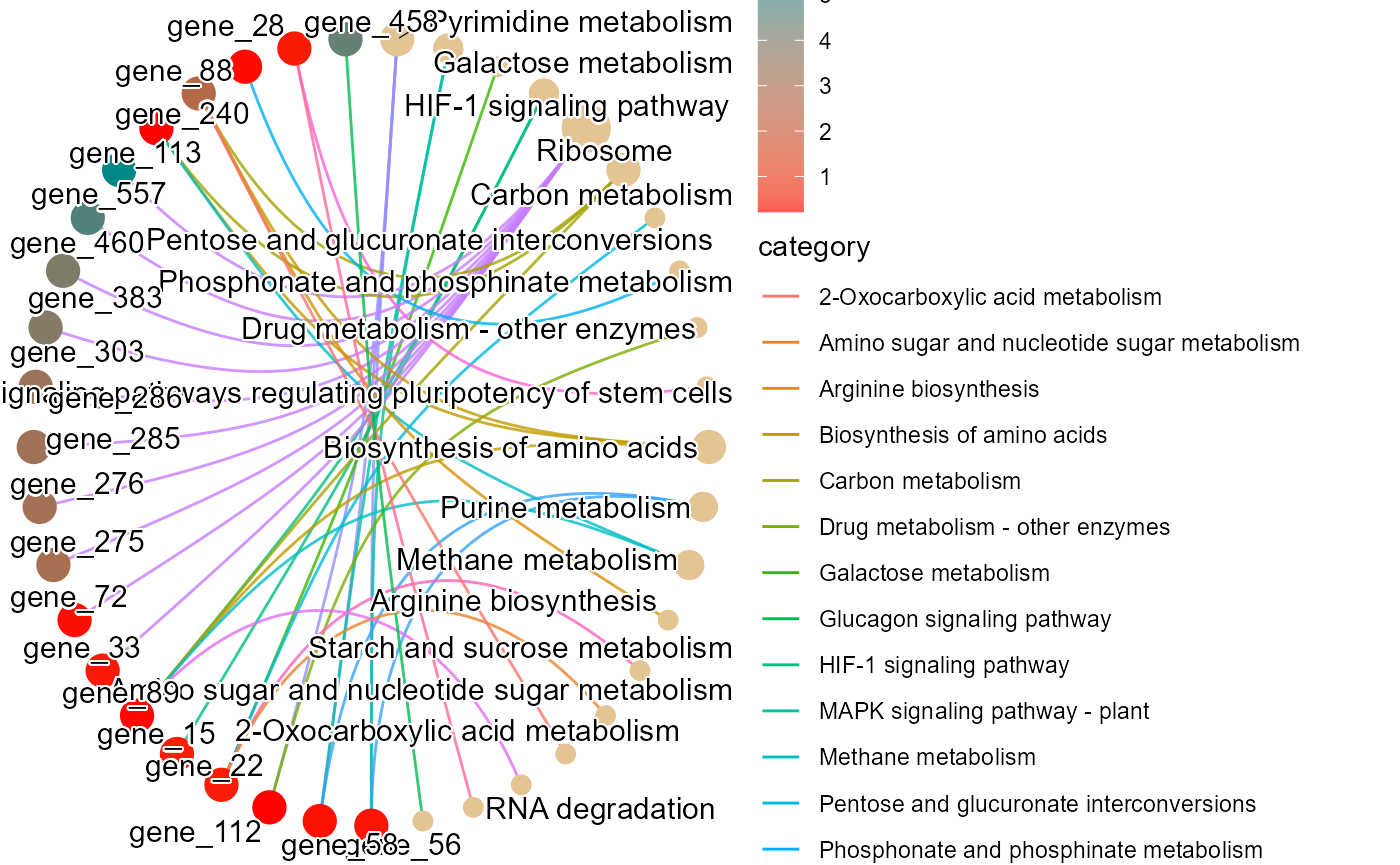 gene_28
gene_458
Pyrimidine metabolism
Galactose metabolism
gene_88
HIF-1 signaling pathway
gene_240
gene_113
Ribosome
gene_557
Carbon metabolism
gene_460
Pentose and glucuronate interconversions
Phosphonate and phosphinate metabolism
gene_383
Drug metabolism - other enzymes
gene_303
regulating pluripotency of stem cells
gene_286
gene_285
Biosynthesis of amino acids
gene_276
Purine metabolism
gene_275
Methane metabolism
gene_72
Arginine biosynthesis
gene_33
Starch and sucrose metabolism
gene_89
Amino sugar and nucleotide sugar metabolism
gene_15
2-Oxocarboxylic acid metabolism
gene_22
RNA degradation
gene_112
gene_58
gene_56
4
3
2
1
category
2-Oxocarboxylic acid metabolism
Amino sugar and nucleotide sugar metabolism
Arginine biosynthesis
Biosynthesis of amino acids
Carbon metabolism
Drug metabolism - other enzymes
Galactose metabolism
Glucagon signaling pathway
HIF-1 signaling pathway
MAPK signaling pathway - plant
Methane metabolism
Pentose and glucuronate interconversions
Phosphonate and phosphinate metabolism